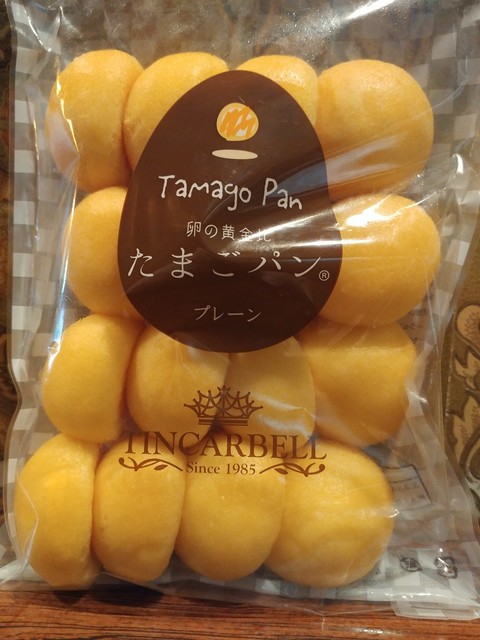 Tamago Pan
卵の黄金比
たまごパン®
プレーン
TINCARBELL
Since 1985